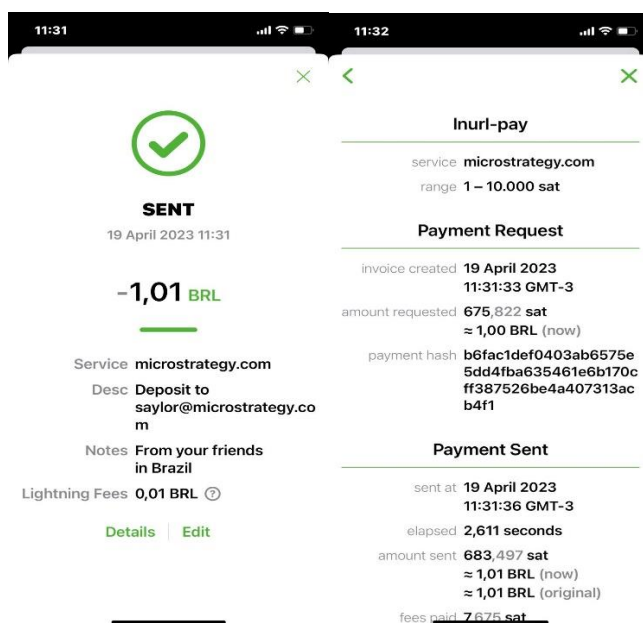 11:31
SENT
19 April 2023 11:31
-1,01 BRL
Service microstrategy.com
Desc Deposit to
saylor@microstrategy.co
m
Notes From your friends
in Brazil
Lightning Fees 0,01 BRL ?
Details | Edit
11:32
lnurl-pay
service microstrategy.com
range 1 – 10.000 sat
Payment Request
invoice created 19 April 2023
11:31:33 GMT-3
amount requested 675,822 sat
≈ 1,00 BRL (now)
payment hash b6fac1def0403ab6575e
5dd4fba635461e6b170c
ff387526be4a407313ac
b4f1
Payment Sent
sent at 19 April 2023
11:31:36 GMT-3
elapsed 2,611 seconds
amount sent 683,497 sat
≈ 1,01 BRL (now)
≈ 1,01 BRL (original)
fees paid 7,675 sat